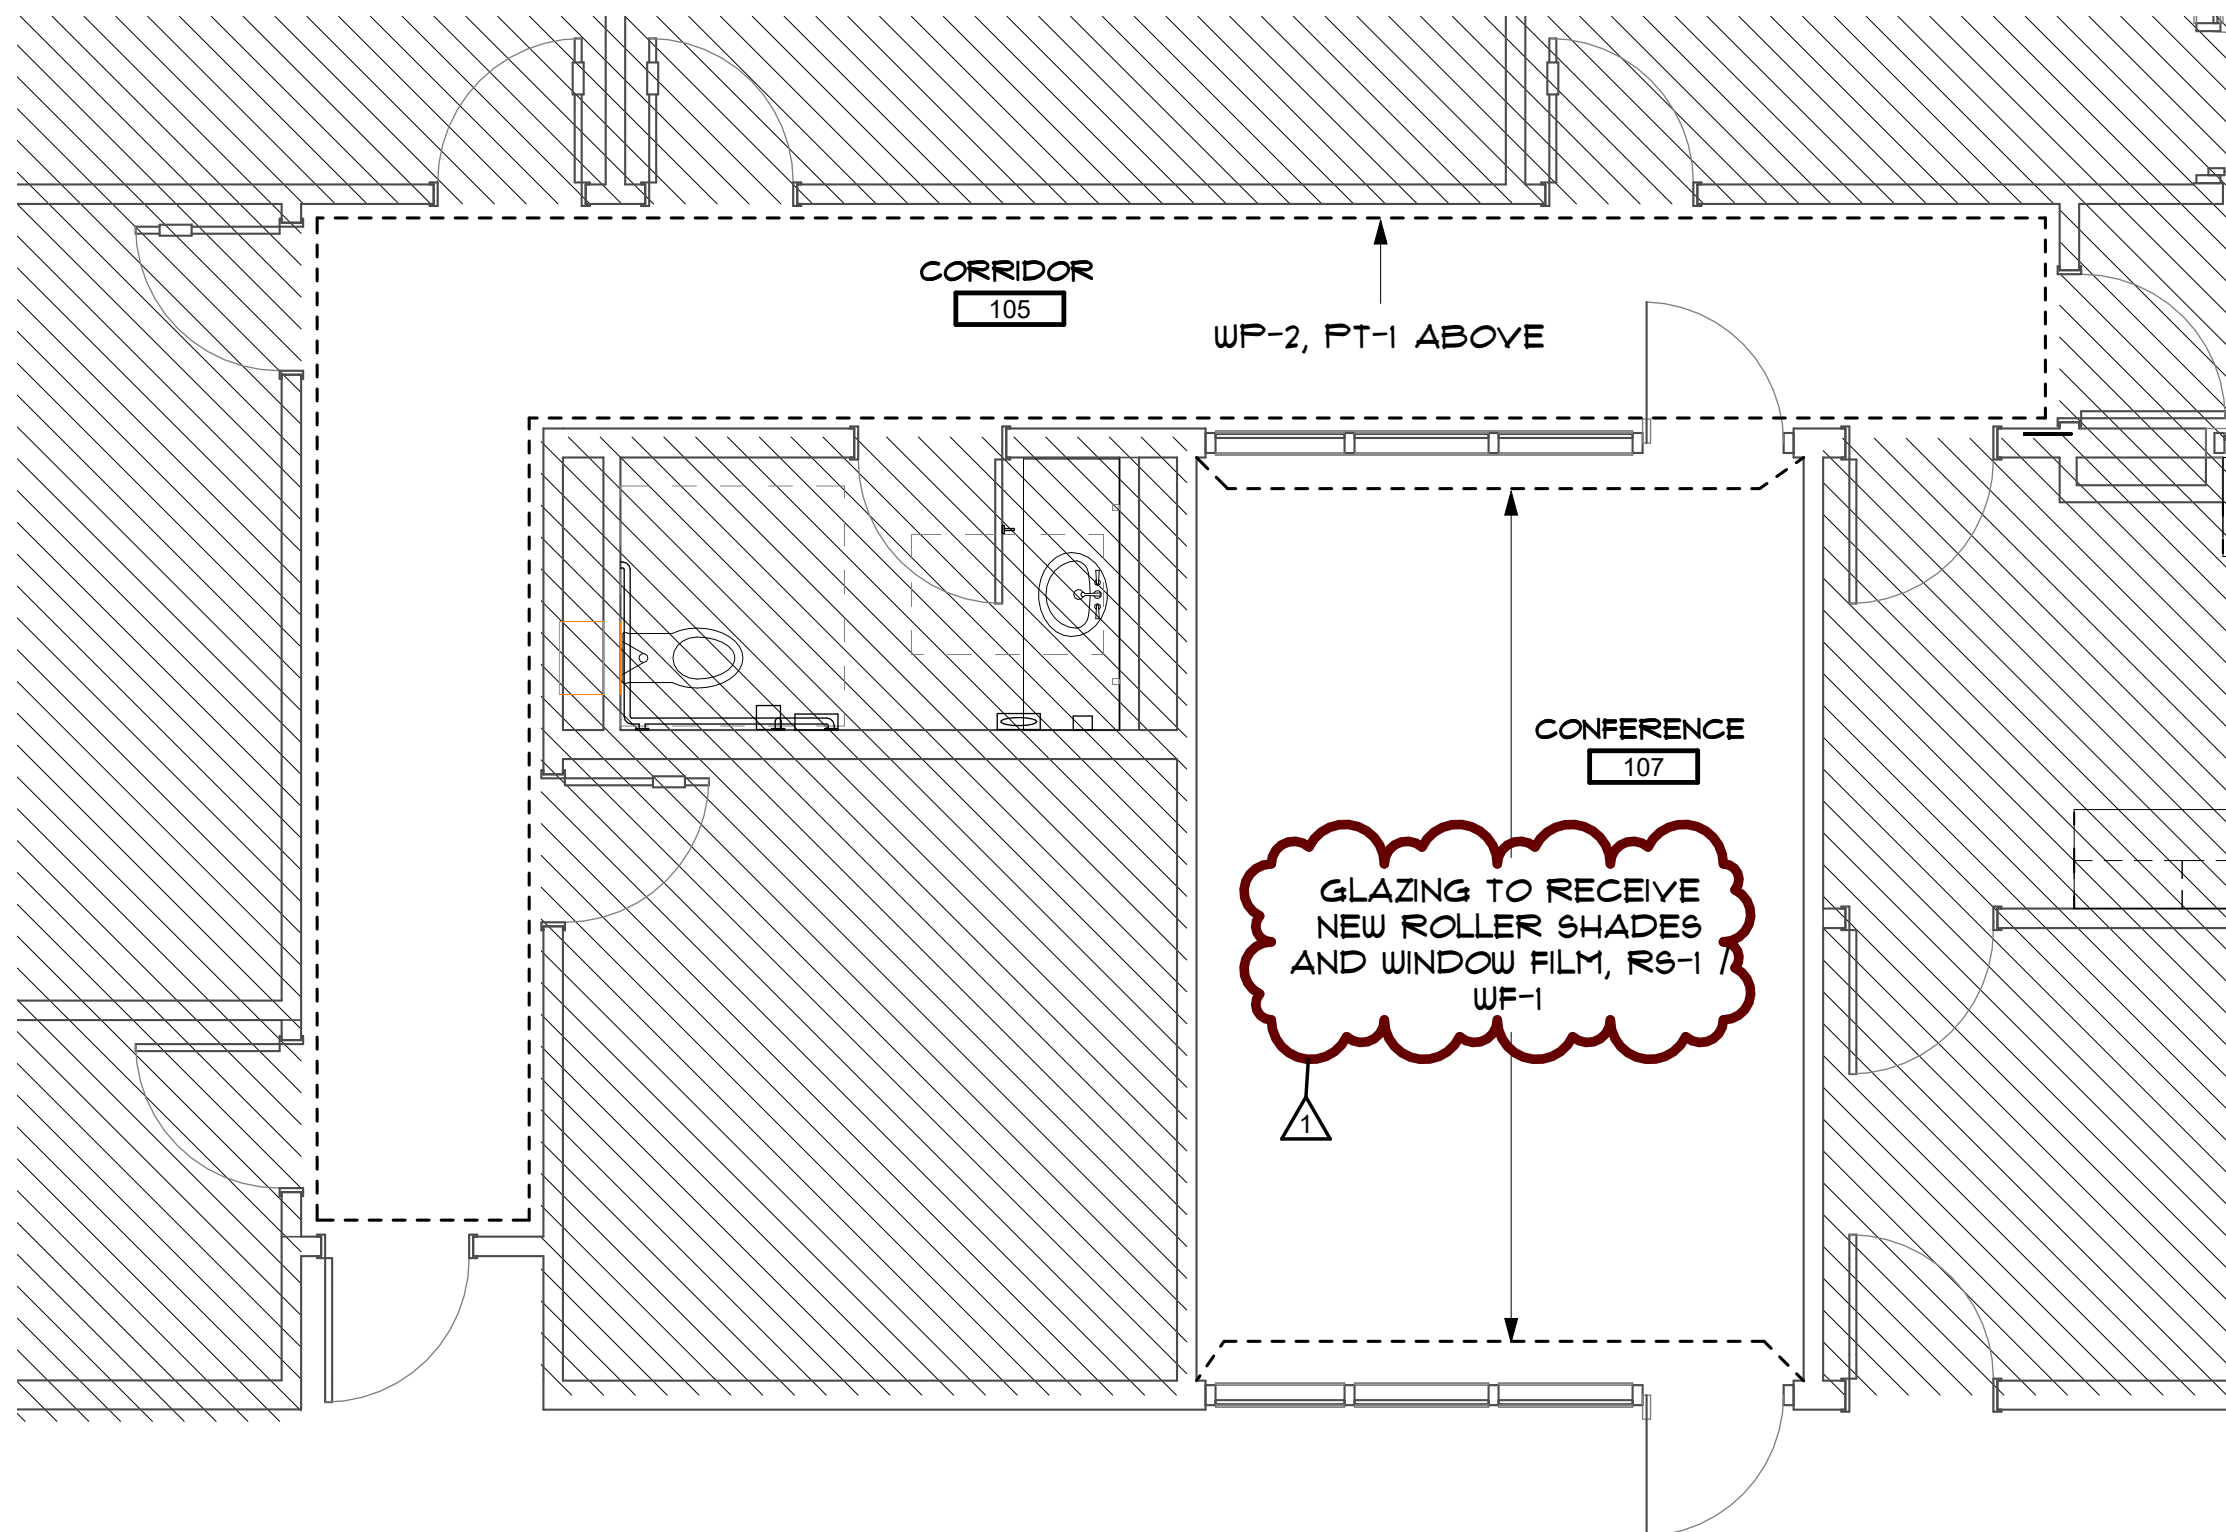 CORRIDOR
105
WP-2, PT-1 ABOVE
CONFERENCE
107
GLAZING TO RECEIVE
NEW ROLLER SHADES
AND WINDOW FILM, RS-1 /
WF-1
1